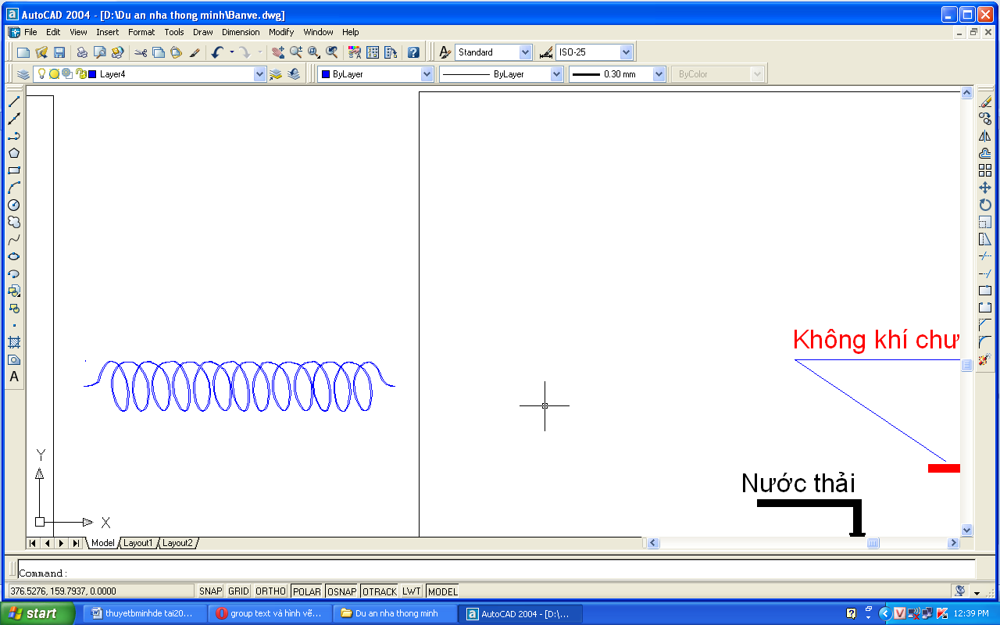 AutoCAD 2004 - [D:\Du an nha thong minh\Banve.dwg]
File Edit View Insert Format Tools Draw Dimension Modify Window Help
Standard ISO-25
Layer4 ByLayer ByLayer 0.30 mm ByColor
Không khí chư
Nước thải
Y
X
Model Layout1 Layout2
Command:
376.5276, 159.7937, 0.0000 SNAP GRID ORTHO POLAR OSNAP OTRACK LWT MODEL
start thuyetbminhde tai20... group text và hình vẽ... Du an nha thong minh AutoCAD 2004 - [D:\... 12:39 PM